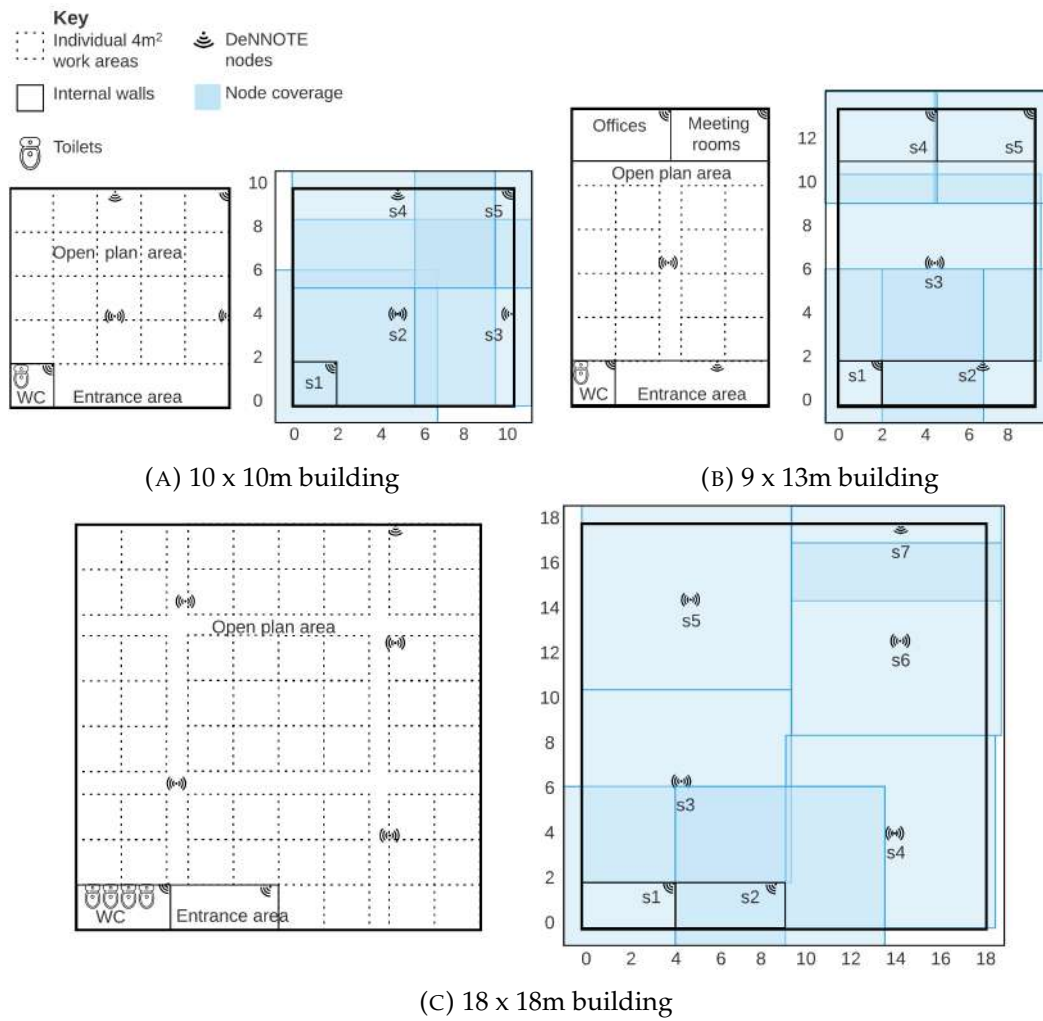 Key
Individual 4m²
work areas
DeNNOTE
nodes
Internal walls
Node coverage
Toilets
Open plan area
WC
Entrance area
10
8
6
4
2
0
s4
s5
s2
s3
s1
0 2 4 6 8 10
(A) 10 x 10m building
Offices
Meeting
rooms
Open plan area
WC
Entrance area
12
10
8
6
4
2
0
s4
s5
s3
s1
s2
0 2 4 6 8
(B) 9 x 13m building
Open plan area
WC
Entrance area
18
16
14
12
10
8
6
4
2
0
s7
s5
s6
s3
s4
s1
s2
0 2 4 6 8 10 12 14 16 18
(C) 18 x 18m building